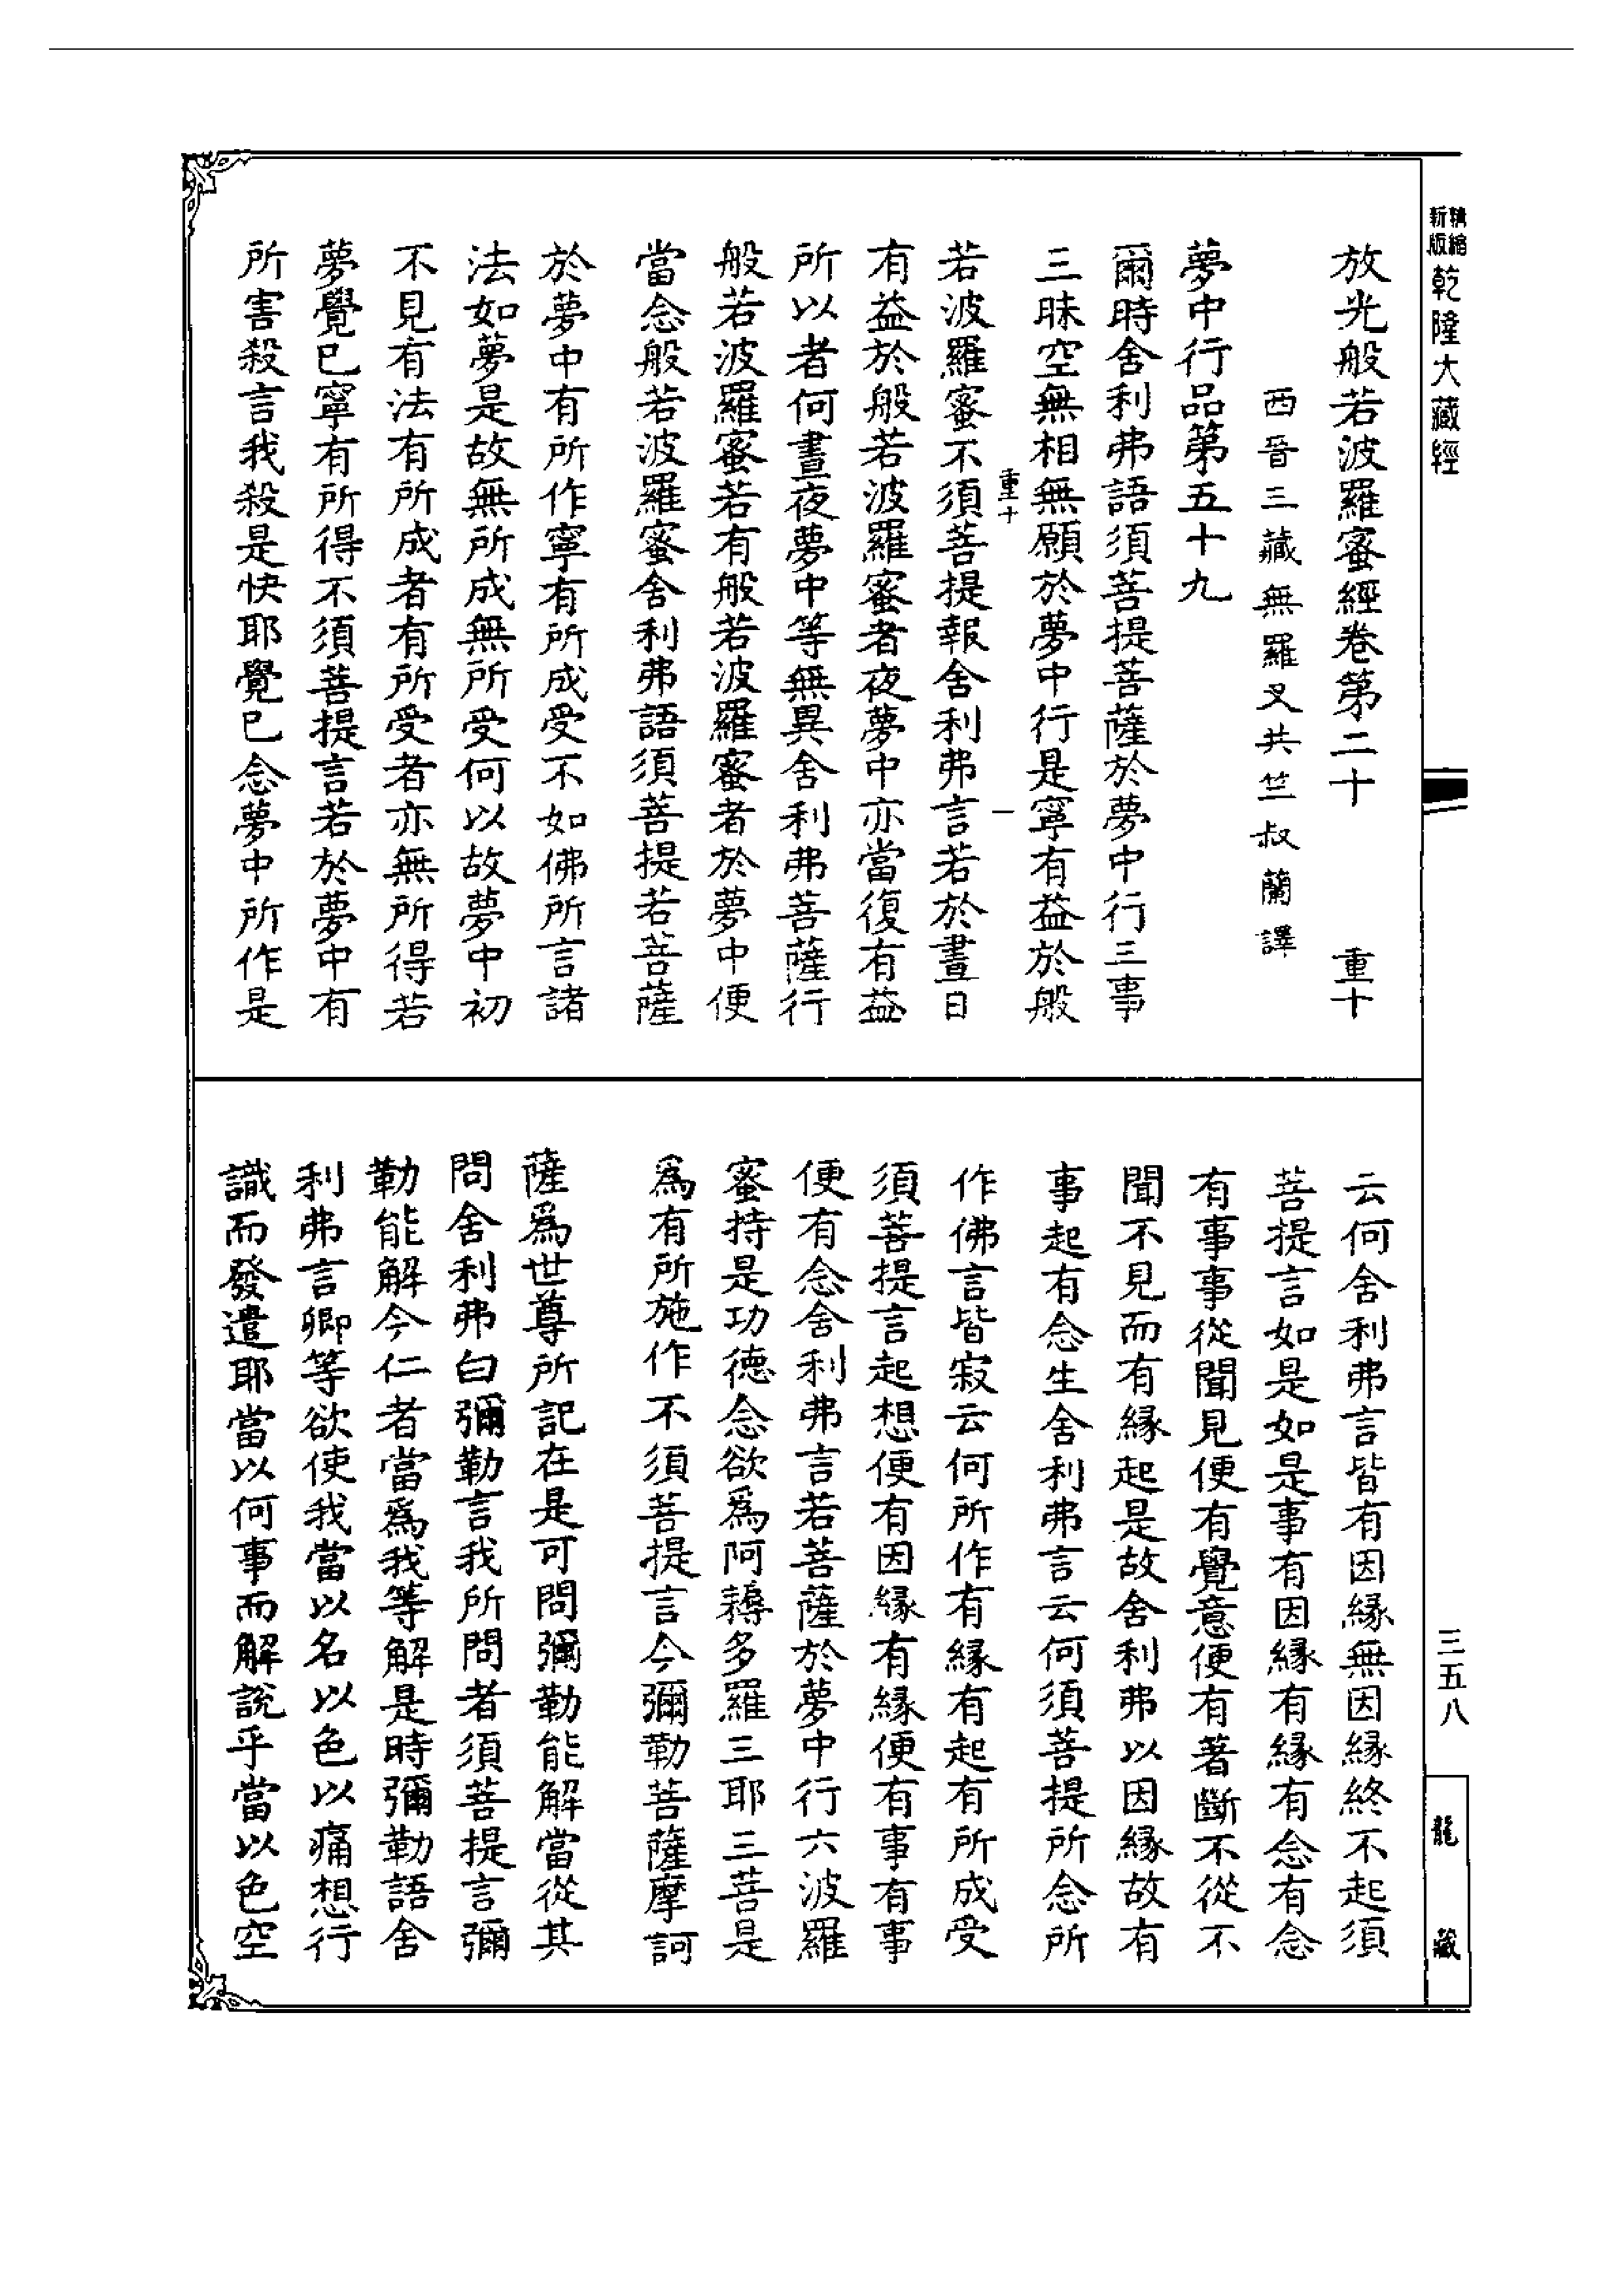 精縮新版乾隆大藏經
三五八
龍藏
放光般若波羅蜜經卷第二十 重十
西晉三藏無羅叉共竺叔蘭譯
夢中行品第五十九
爾時舍利弗語須菩提菩薩於夢中行三事
三昧空無相無願於夢中行是寧有益於般
重十 一
若波羅蜜不須菩提報舍利弗言若於晝日
有益於般若波羅蜜者夜夢中亦當復有益
所以者何晝夜夢中等無異舍利弗菩薩行
般若波羅蜜若有般若波羅蜜者於夢中便
當念般若波羅蜜舍利弗語須菩提若菩薩
於夢中有所作寧有所成受不如佛所言諸
法如夢是故無所成無所受何以故夢中初
不見有法有所成者有所受者亦無所得若
夢覺已寧有所得不須菩提言若於夢中有
所害殺言我殺是快耶覺已念夢中所作是
云何舍利弗言皆有因緣無因緣終不起須
菩提言如是如是事有因緣有緣有念有念
有事事從聞見便有覺意便有著斷不從不
聞不見而有緣起是故舍利弗以因緣故有
事起有念生舍利弗言云何須菩提所念所
作佛言皆寂云何所作有緣有起有所成受
須菩提言起想便有因緣有緣便有事有事
便有念舍利弗言若菩薩於夢中行六波羅
蜜持是功德念欲爲阿耨多羅三耶三菩是
爲有所施作不須菩提言今彌勒菩薩摩訶
薩爲世尊所記在是可問彌勒能解當從其
問舍利弗白彌勒言我所問者須菩提言彌
勒能解今仁者當爲我等解是時彌勒語舍
利弗言卿等欲使我當以名以色以痛想行
識而發遣耶當以何事而解說乎當以色空